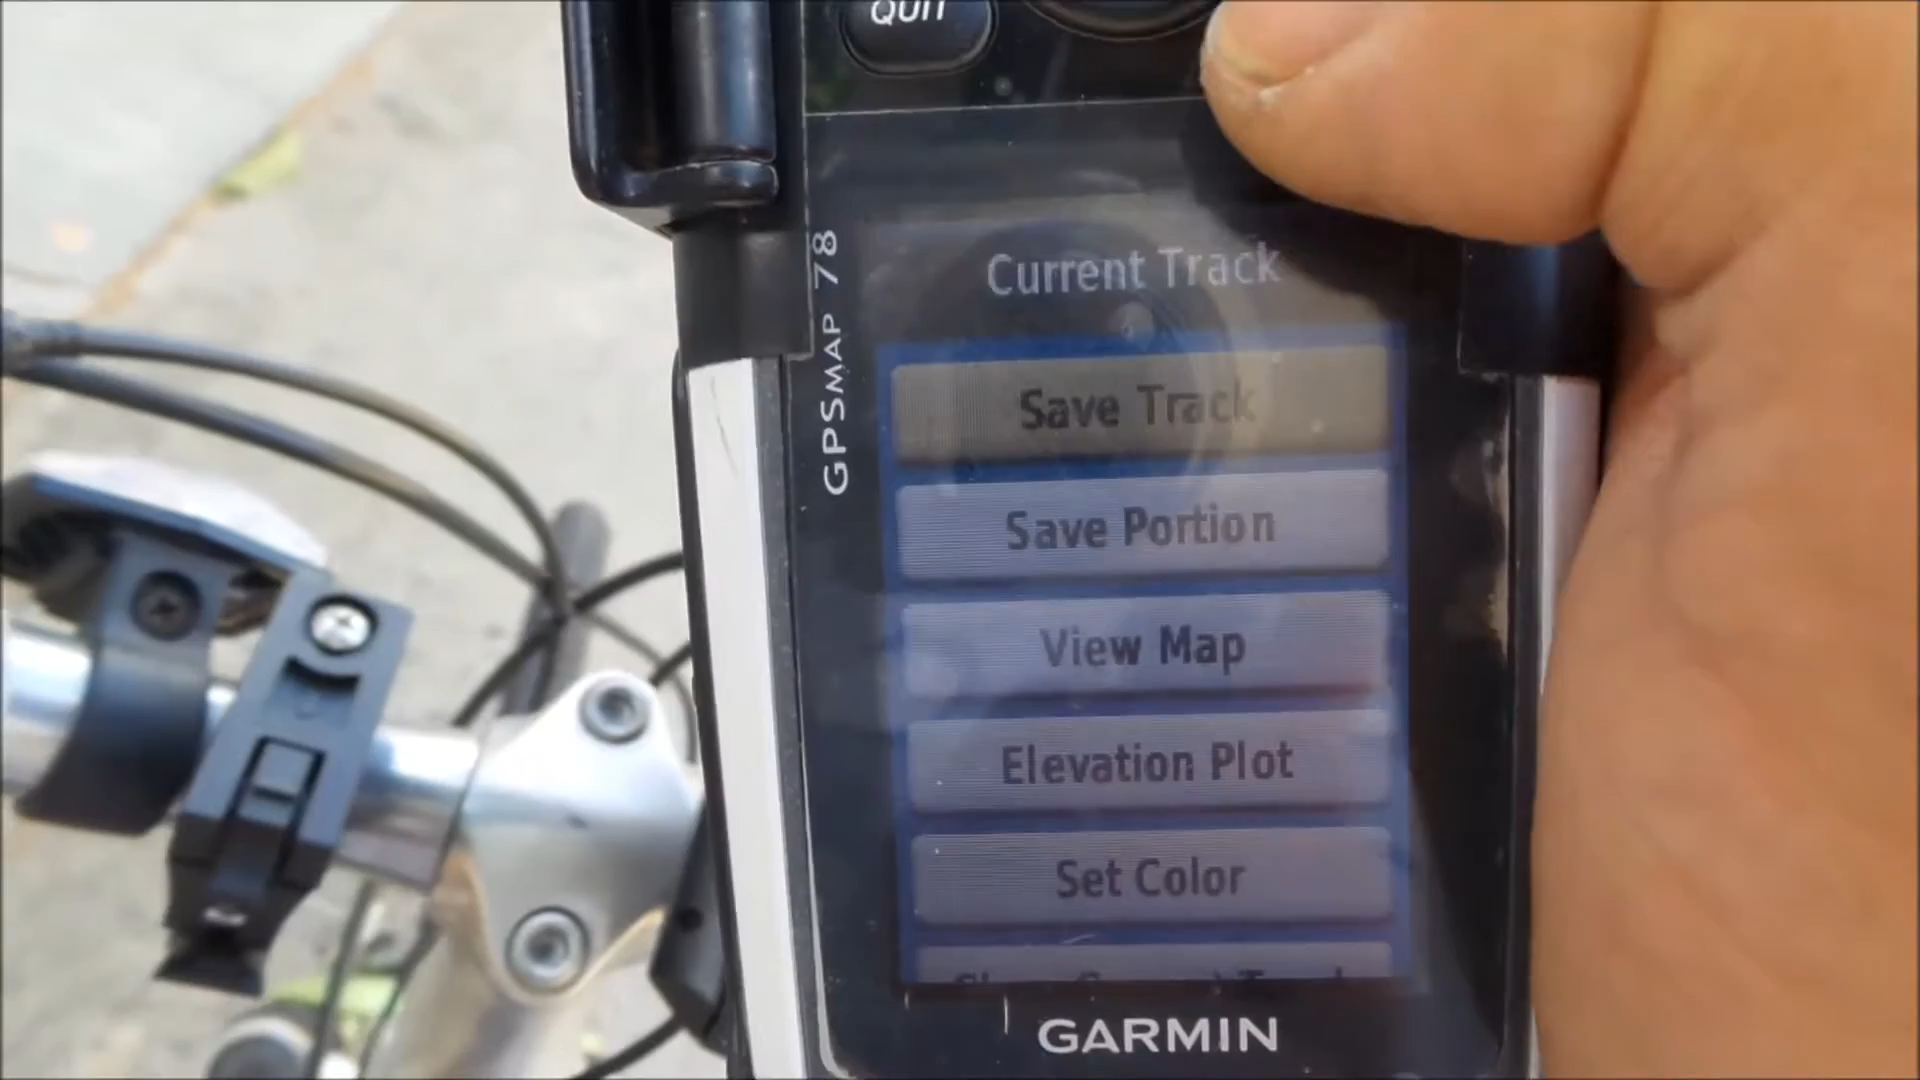 QUIT
GPSMAP 78
Current Track
Save Track
Save Portion
View Map
Elevation Plot
Set Color
GARMIN